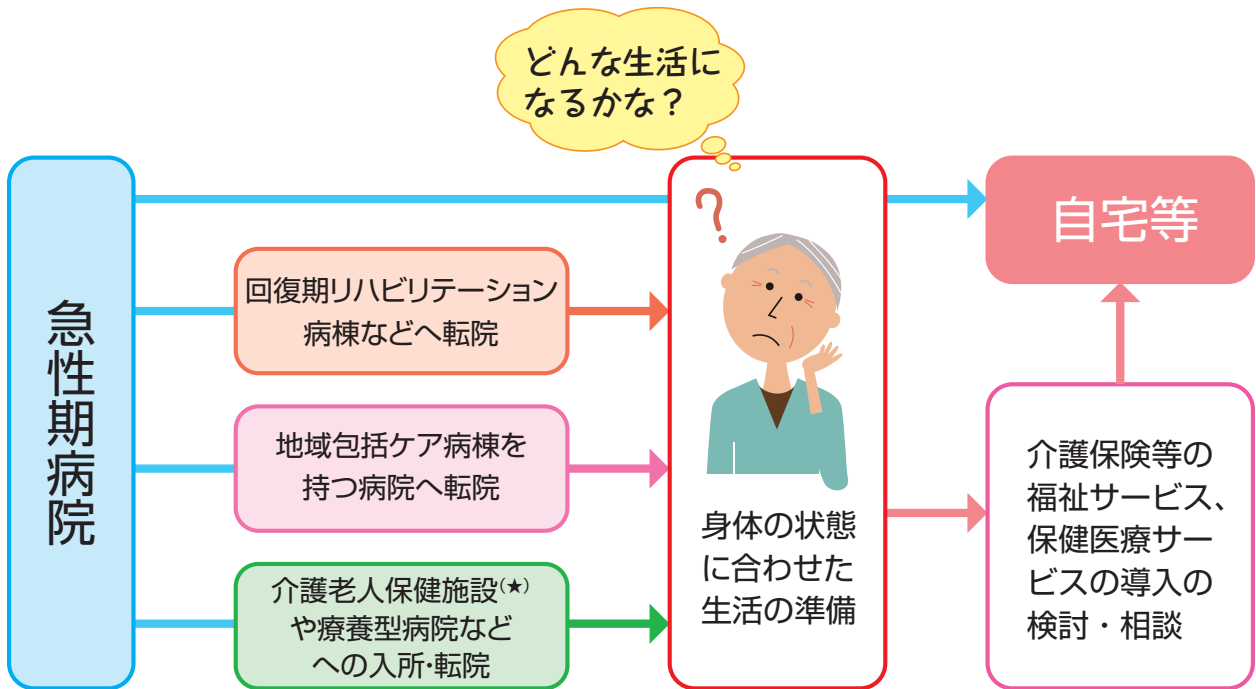 どんな生活に
なるかな？
急性期病院
回復期リハビリテーション
病棟などへ転院
地域包括ケア病棟を
持つ病院へ転院
介護老人保健施設(★)
や療養型病院など
への入所・転院
?
身体の状態
に合わせた
生活の準備
自宅等
介護保険等の
福祉サービス、
保健医療サー
ビスの導入の
検討・相談